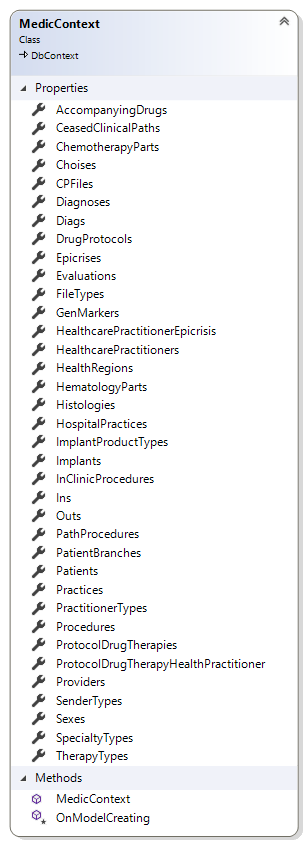 MedicContext
Class
DbContext
Properties
AccompanyingDrugs
CeasedClinicalPaths
ChemotherapyParts
Choises
CPFiles
Diagnoses
Diags
DrugProtocols
Epicrises
Evaluations
FileTypes
GenMarkers
HealthcarePractitionerEpicrisis
HealthcarePractitioners
HealthRegions
HematologyParts
Histologies
HospitalPractices
ImplantProductTypes
Implants
InClinicProcedures
Ins
Outs
PathProcedures
PatientBranches
Patients
Practices
PractitionerTypes
Procedures
ProtocolDrugTherapies
ProtocolDrugTherapyHealthPractitioner
Providers
SenderTypes
Sexes
SpecialtyTypes
TherapyTypes
Methods
MedicContext
OnModelCreating